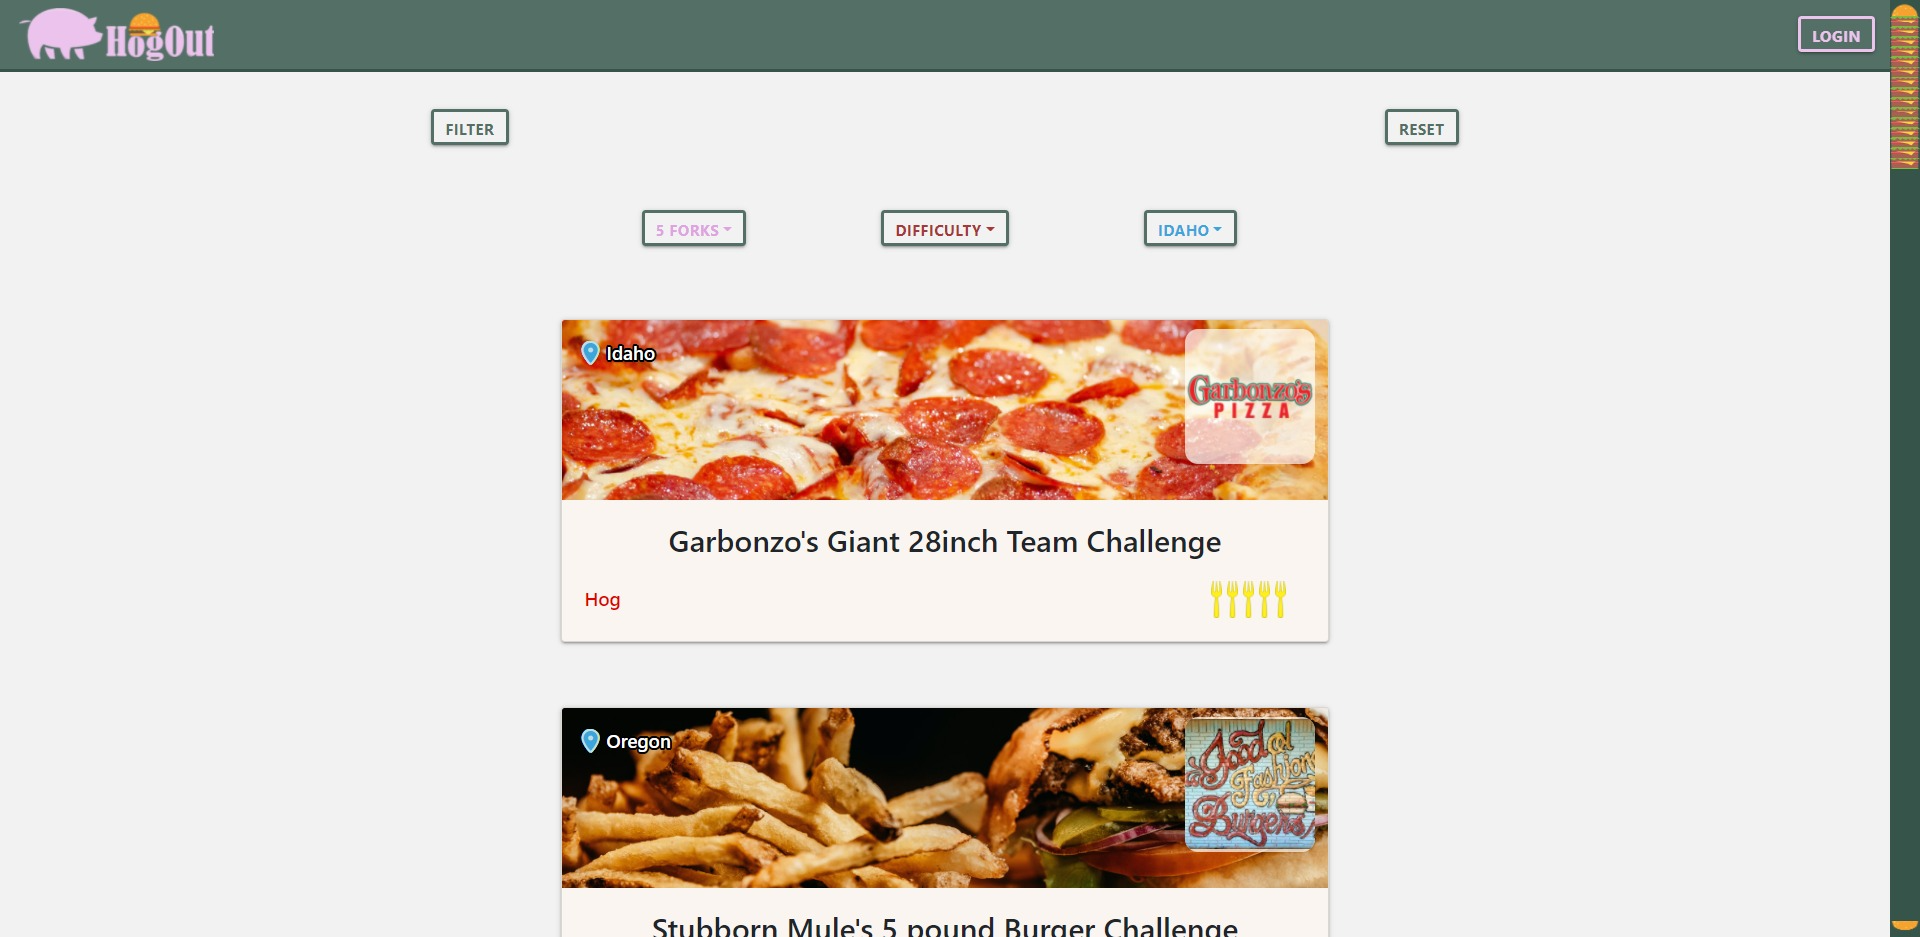 HogOut
LOGIN
FILTER
RESET
5 FORKS
DIFFICULTY
IDAHO
Idaho
Garbonzo's
PIZZA
Garbonzo's Giant 28inch Team Challenge
Hog
Oregon
Good ol
Fashion
Burgers
Stubborn Mule's 5 pound Burger Challenge